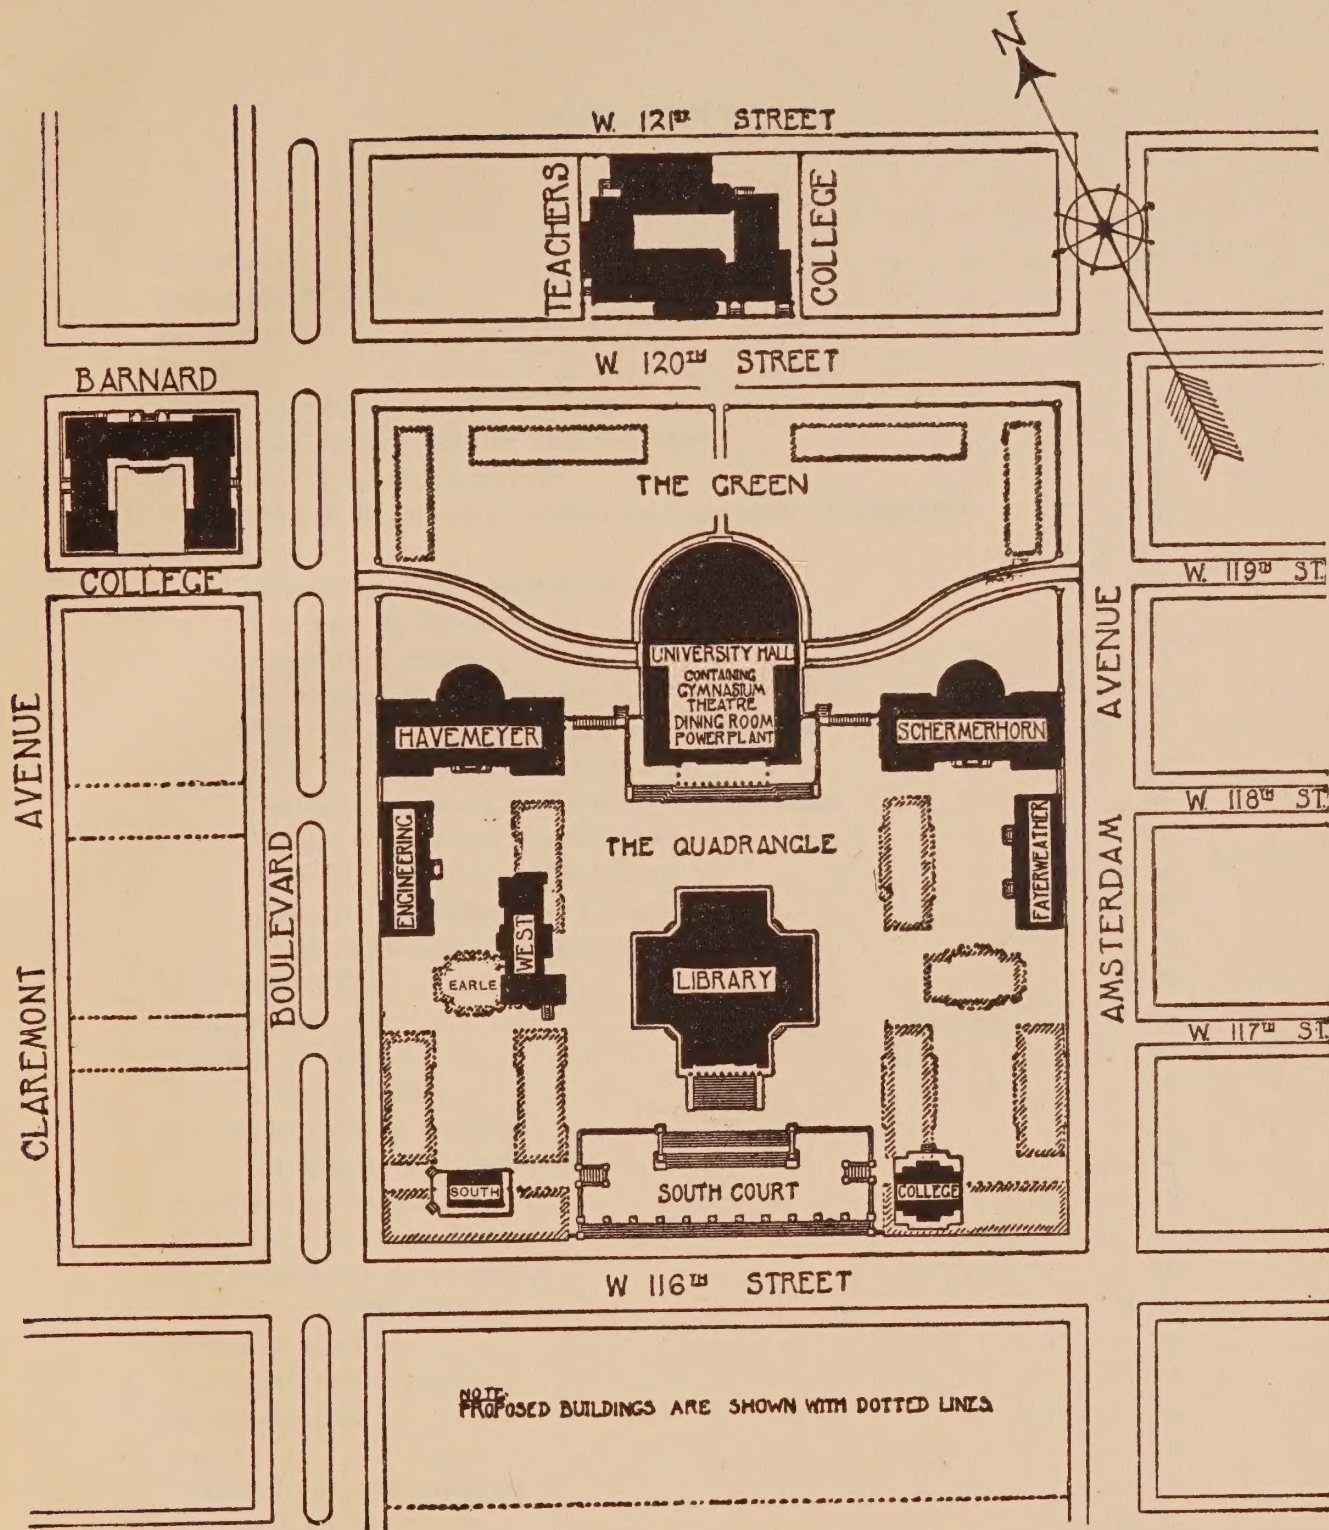 N
W. 121ST STREET
TEACHERS
COLLEGE
W. 120TH STREET
BARNARD
COLLEGE
THE GREEN
W. 119TH ST.
UNIVERSITY HALL
CONTAINING
GYMNASIUM
THEATRE
DINING ROOM
POWER PLANT
HAVEMEYER
SCHERMERHORN
CLAREMONT AVENUE
BOULEVARD
AMSTERDAM AVENUE
W. 118TH ST.
ENGINEERING
THE QUADRANGLE
FAYERWEATHER
WEST
EARLE
LIBRARY
W. 117TH ST.
SOUTH
SOUTH COURT
COLLEGE
W 116TH STREET
NOTE.
PROPOSED BUILDINGS ARE SHOWN WITH DOTTED LINES